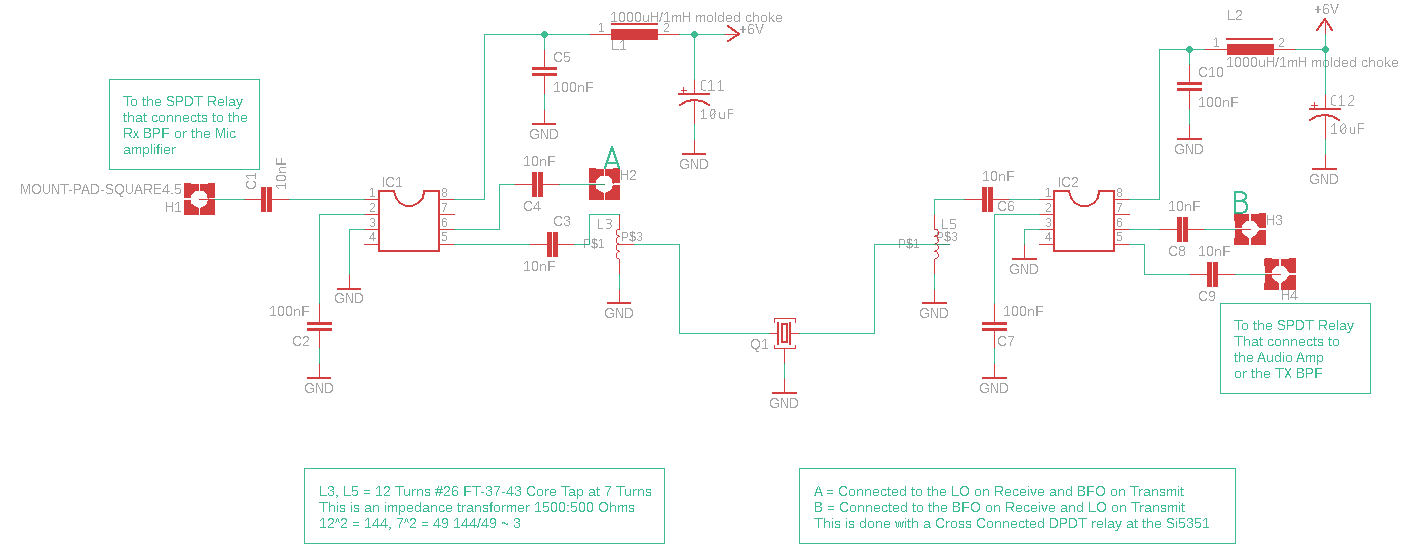 1000uH/1mH molded choke
1 2
L1
+6V
C5
100nF
GND
C11
10uF
GND
L2
+6V
1 2
1000uH/1mH molded choke
C10
100nF
GND
C12
10uF
GND
To the SPDT Relay
that connects to the
Rx BPF or the Mic
amplifier
MOUNT-PAD-SQUARE4.5
H1
C1
10nF
IC1
1 8
2 7
3 6
4 5
10nF
C4
A
H2
C3
10nF
P$1
L3
P$3
GND
GND
100nF
C2
GND
Q1
GND
10nF
C6
L5
P$1
P$3
GND
IC2
1 8
2 7
3 6
4 5
GND
100nF
C7
GND
10nF
C8
B
H3
10nF
C9
H4
To the SPDT Relay
That connects to
the Audio Amp
or the TX BPF
L3, L5 = 12 Turns #26 FT-37-43 Core Tap at 7 Turns
This is an impedance transformer 1500:500 Ohms
12^2 = 144, 7^2 = 49 144/49 ~ 3
A = Connected to the LO on Receive and BFO on Transmit
B = Connected to the BFO on Receive and LO on Transmit
This is done with a Cross Connected DPDT relay at the Si5351